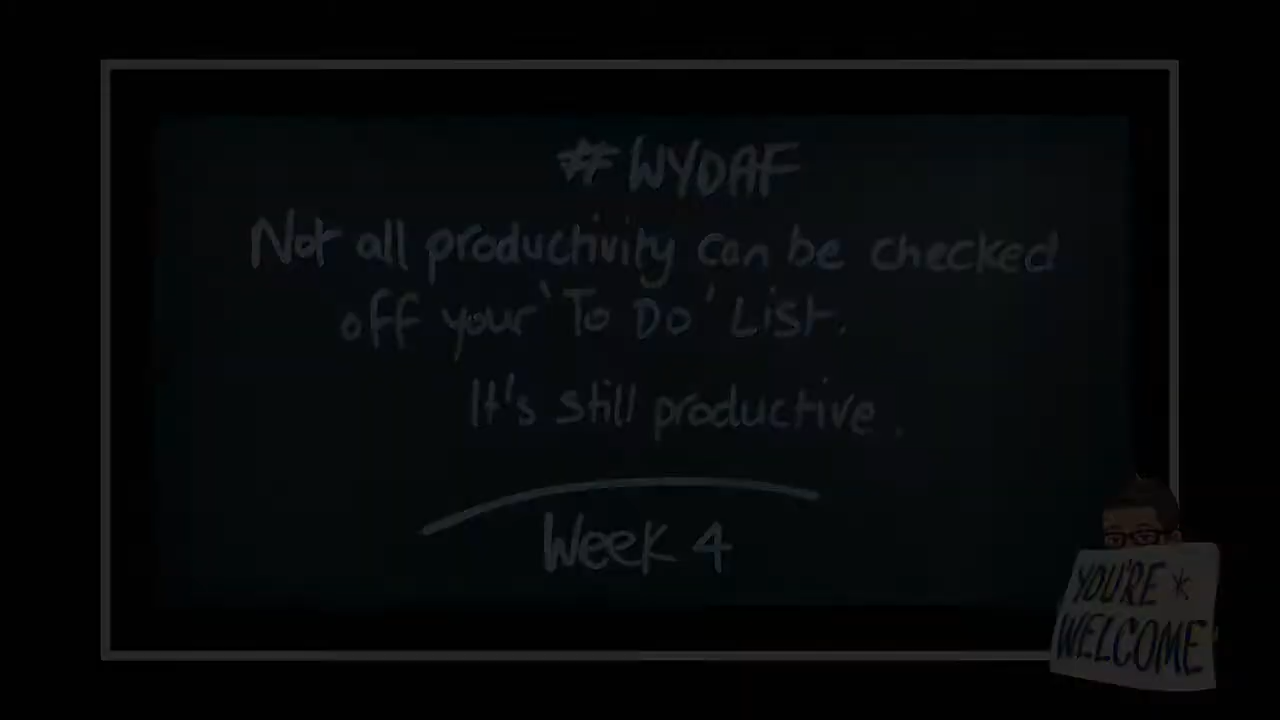 #WYDAF
Not all productivity can be checked
off your 'To Do' List.
It's still productive.
Week 4
YOU'RE *
WELCOME